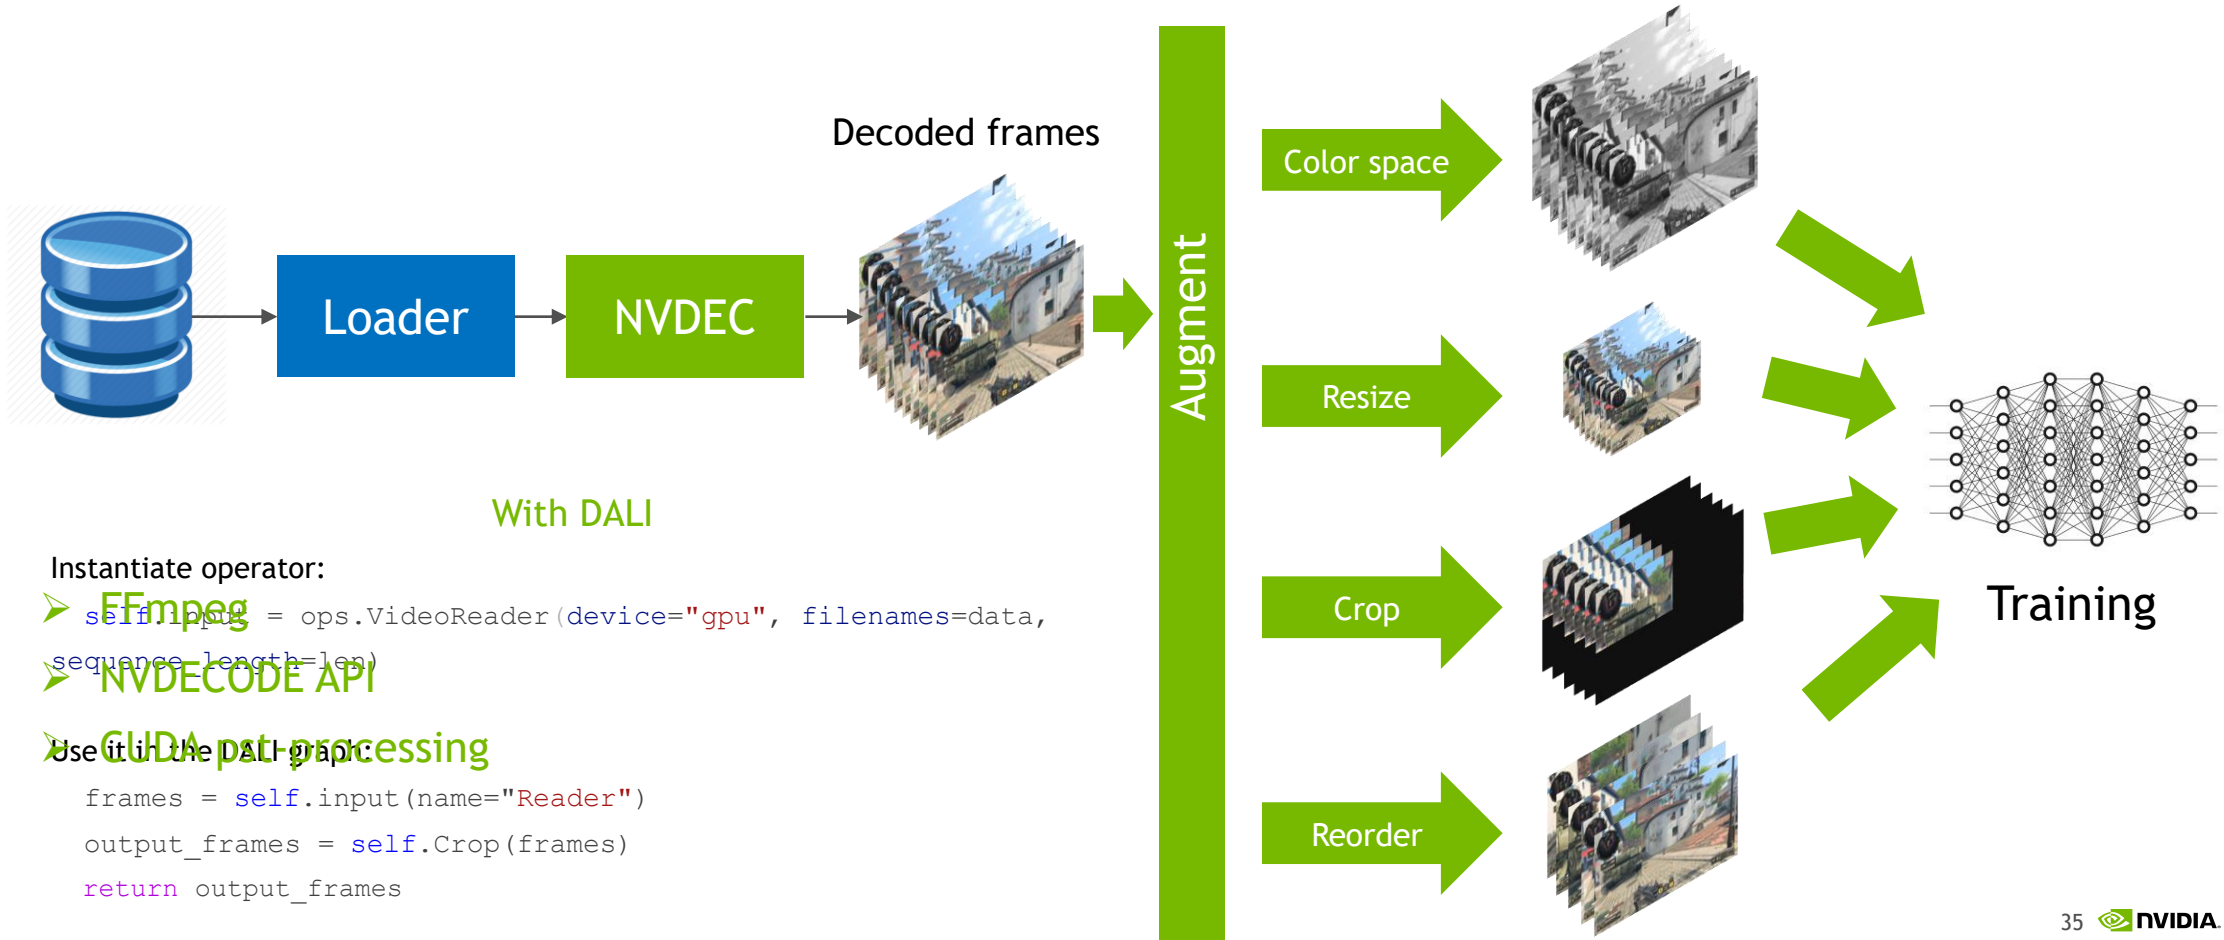 Decoded frames
Loader
NVDEC
Augment
Color space
Resize
Crop
Reorder
Training
With DALI
Instantiate operator:
self.input = ops.VideoReader(device="gpu", filenames=data,
sequence_length=len)
➢ FFmpeg
➢ NVDECODE API
➢ CUDA pst-processing
Use it in the DALI graph:
frames = self.input(name="Reader")
output_frames = self.Crop(frames)
return output_frames
35 NVIDIA.